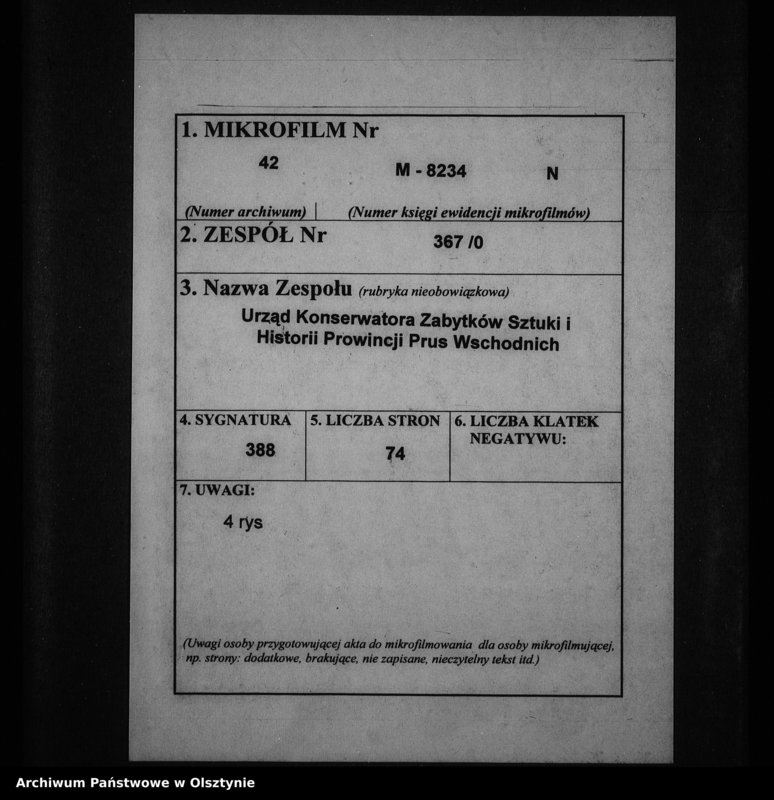 1. MIKROFILM Nr
42 M - 8234 N
(Numer archiwum) | (Numer księgi ewidencji mikrofilmów)
2. ZESPÓŁ Nr
367 /0
3. Nazwa Zespołu (rubryka nieobowiązkowa)
Urząd Konserwatora Zabytków Sztuki i
Historii Prowincji Prus Wschodnich
4. SYGNATURA
388
5. LICZBA STRON
74
6. LICZBA KLATEK
NEGATYWU:
7. UWAGI:
4 rys
(Uwagi osoby przygotowującej akta do mikrofilmowania dla osoby mikrofilmującej,
np. strony: dodatkowe, brakujące, nie zapisane, nieczytelny tekst itd.)
Archiwum Państwowe w Olsztynie